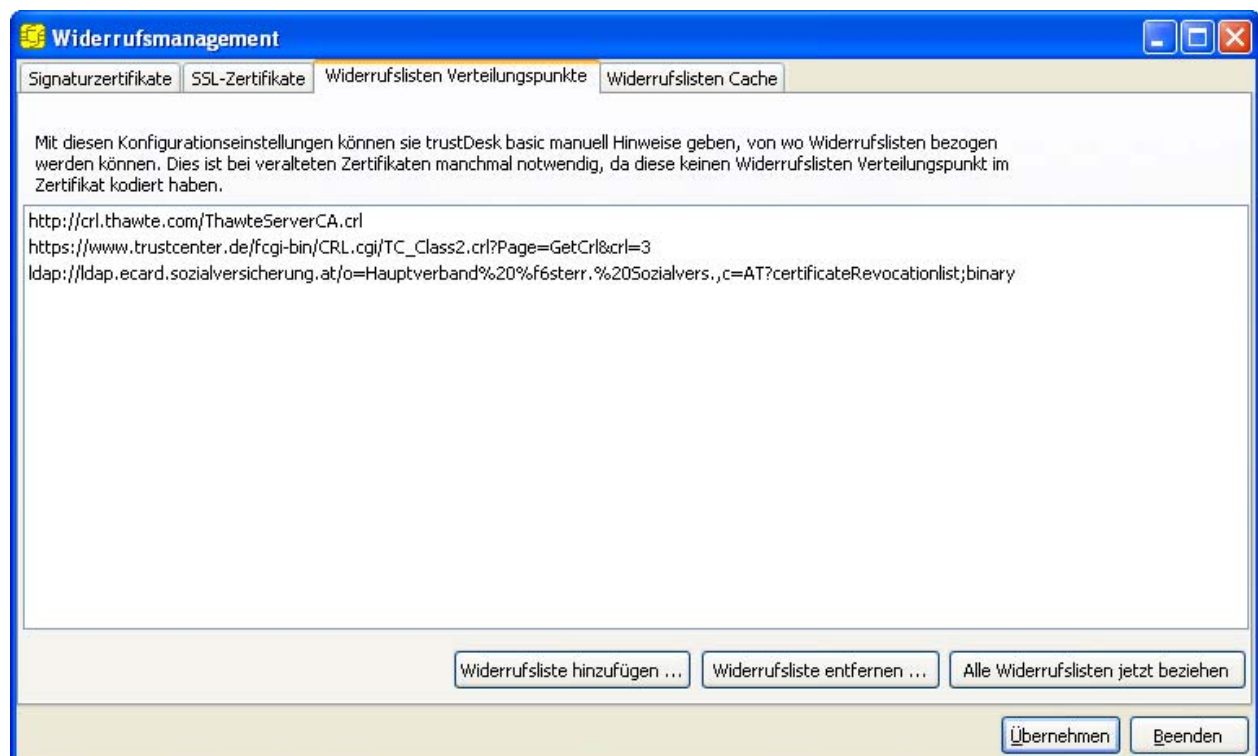 Widerrufsmanagement
Signaturzertifikate SSL-Zertifikate Widerrufslisten Verteilungspunkte Widerrufslisten Cache
Mit diesen Konfigurationseinstellungen können sie trustDesk basic manuell Hinweise geben, von wo Widerrufslisten bezogen
werden können. Dies ist bei veralteten Zertifikaten manchmal notwendig, da diese keinen Widerrufslisten Verteilungspunkt im
Zertifikat kodiert haben.
http://crl.thawte.com/ThawteServerCA.crl
https://www.trustcenter.de/fcgi-bin/CRL.cgi/TC_Class2.crl?Page=GetCrl&crl=3
ldap://ldap.ecard.sozialversicherung.at/o=Hauptverband%20%f6sterr.%20Sozialvers.,c=AT?certificateRevocationlist;binary
Widerrufsliste hinzufügen ... Widerrufsliste entfernen ... Alle Widerrufslisten jetzt beziehen
Übernehmen Beenden